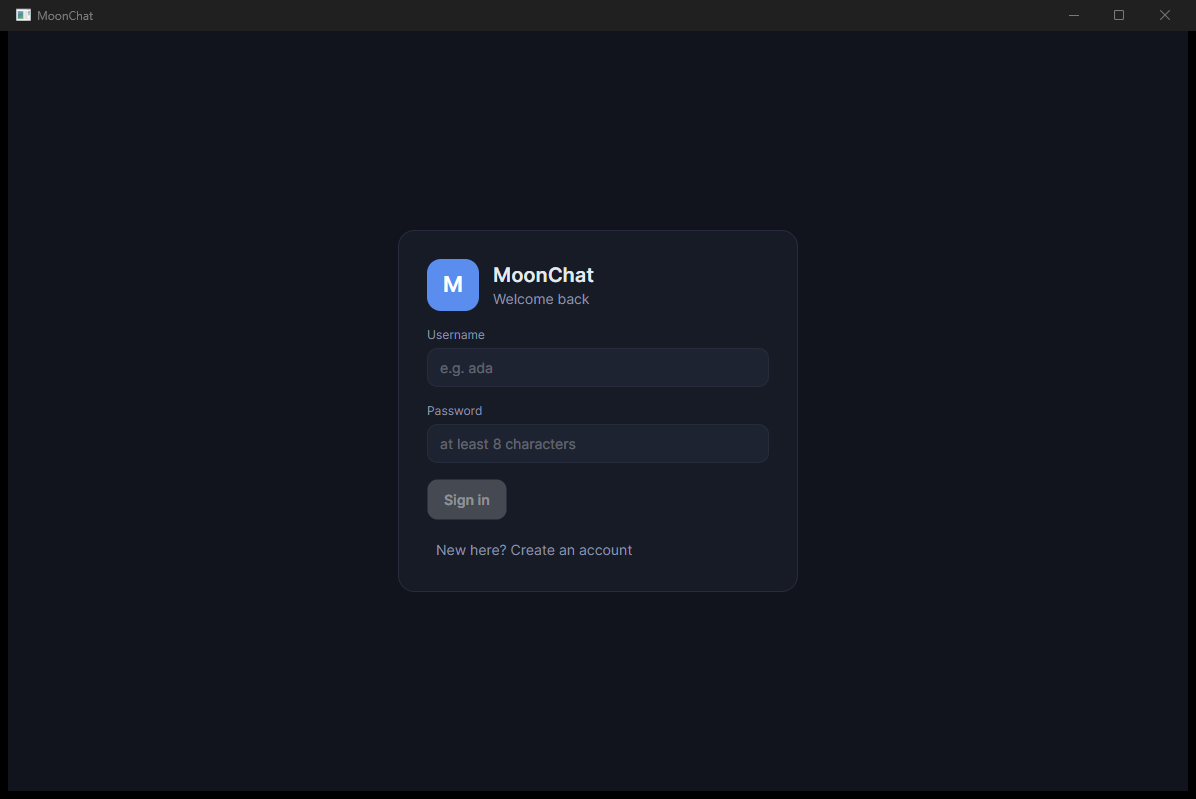 MoonChat
M
MoonChat
Welcome back
Username
e.g. ada
Password
at least 8 characters
Sign in
New here? Create an account